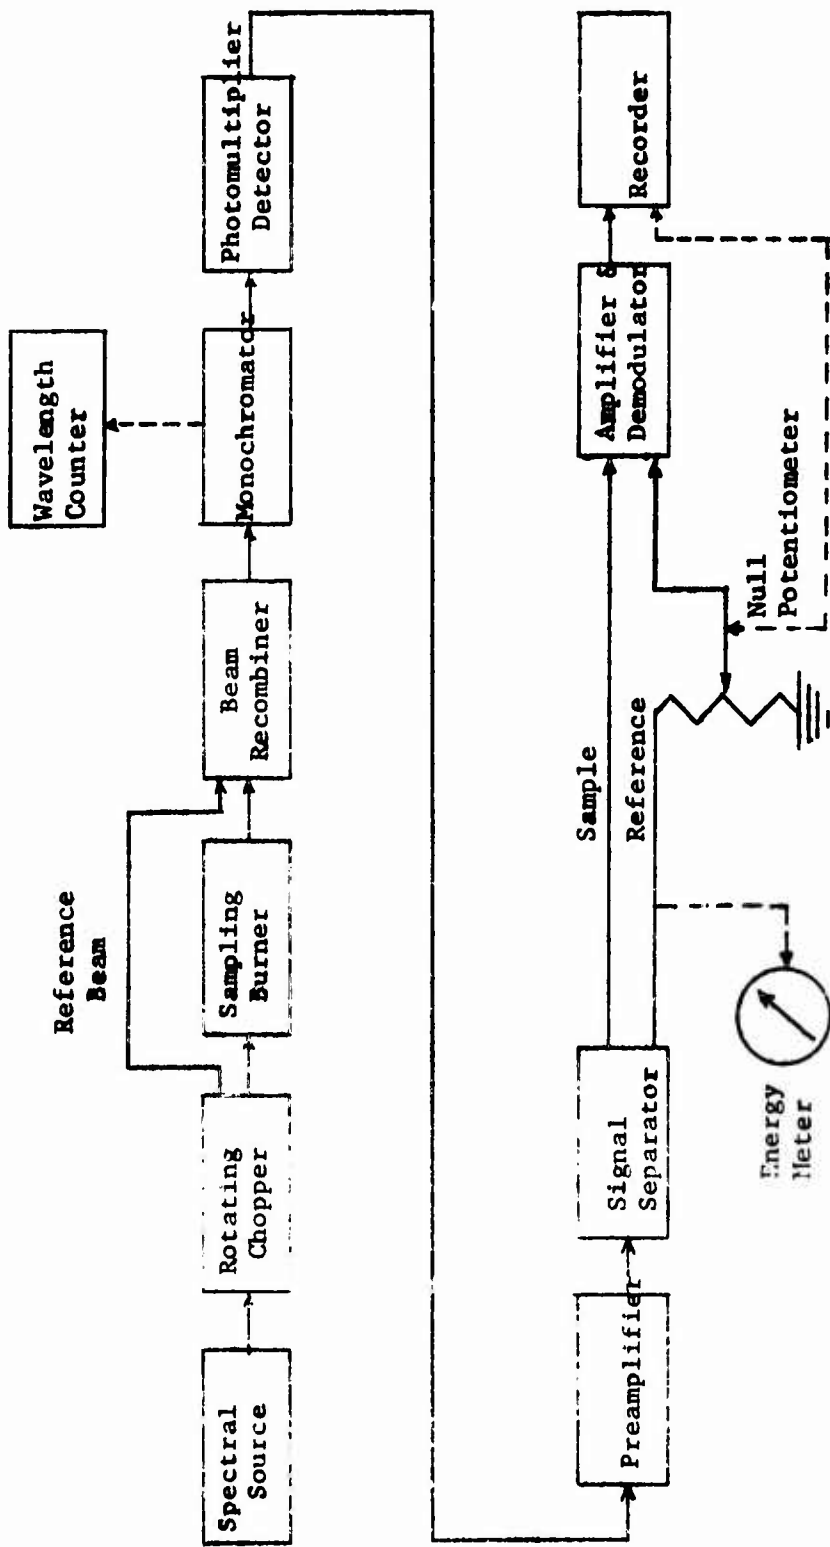 Wavelength
Counter
Reference
Beam
Spectral
Source
Rotating
Chopper
Sampling
Burner
Beam
Recombiner
Monochromator
Photomultiplier
Detector
Preamplifier
Signal
Separator
Sample
Reference
Amplifier &
Demodulator
Recorder
Null
Potentiometer
Energy
Meter